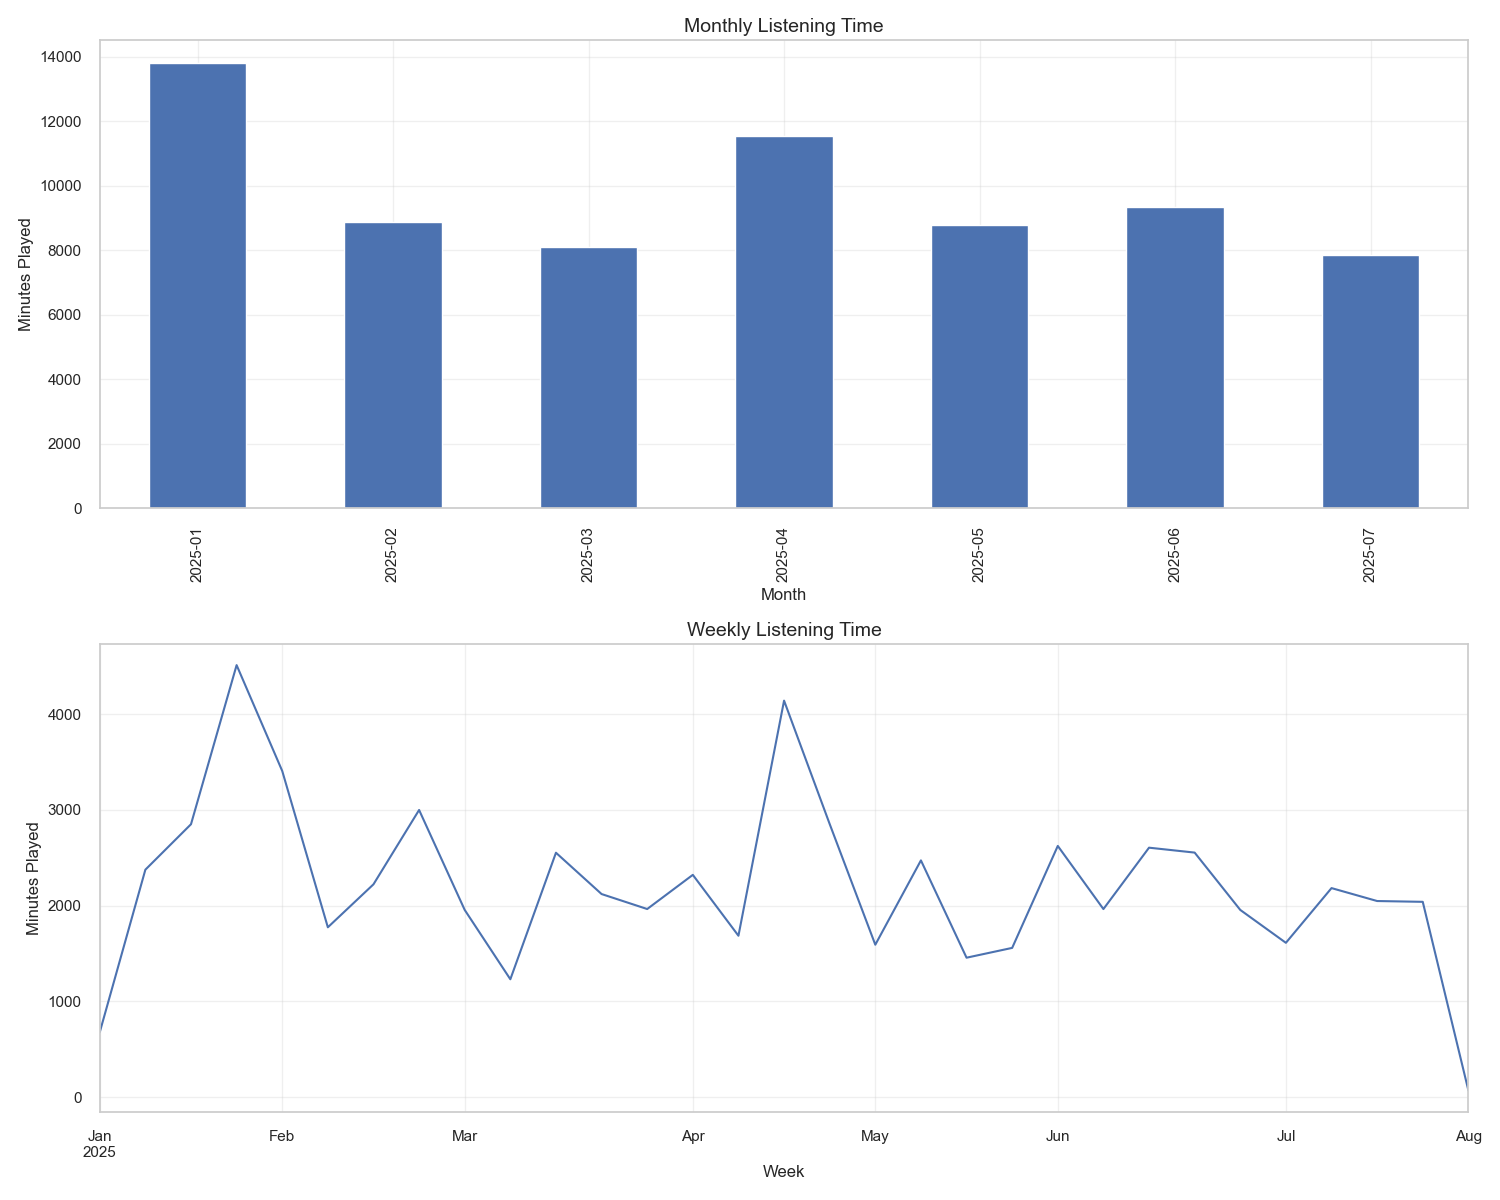 Monthly Listening Time
14000
12000
10000
8000
6000
4000
2000
0
Minutes Played
2025-01
2025-02
2025-03
2025-04
2025-05
2025-06
2025-07
Month
Weekly Listening Time
4000
3000
2000
1000
0
Minutes Played
Jan
2025
Feb
Mar
Apr
May
Jun
Jul
Aug
Week